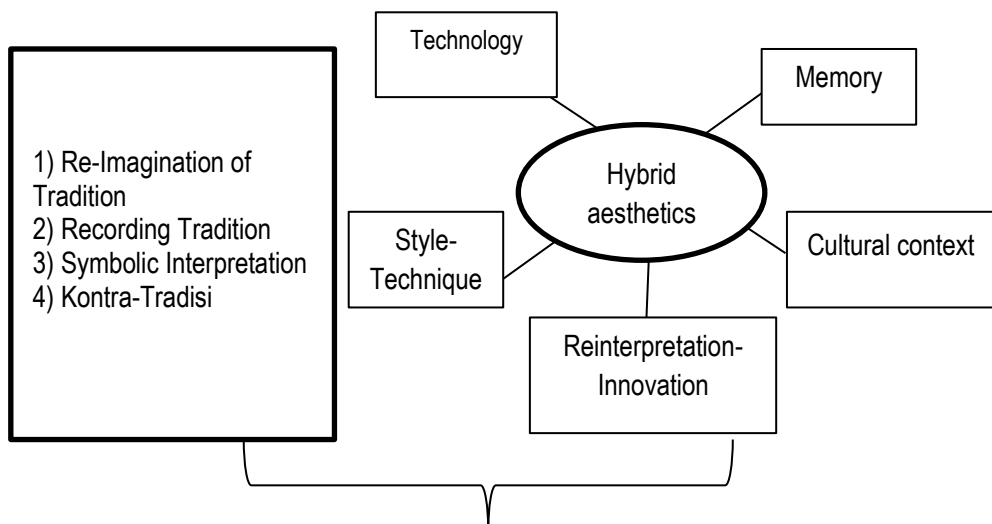 1) Re-Imagination of
Tradition
2) Recording Tradition
3) Symbolic Interpretation
4) Kontra-Tradisi
Technology
Memory
Hybrid
aesthetics
Style-
Technique
Cultural context
Reinterpretation-
Innovation